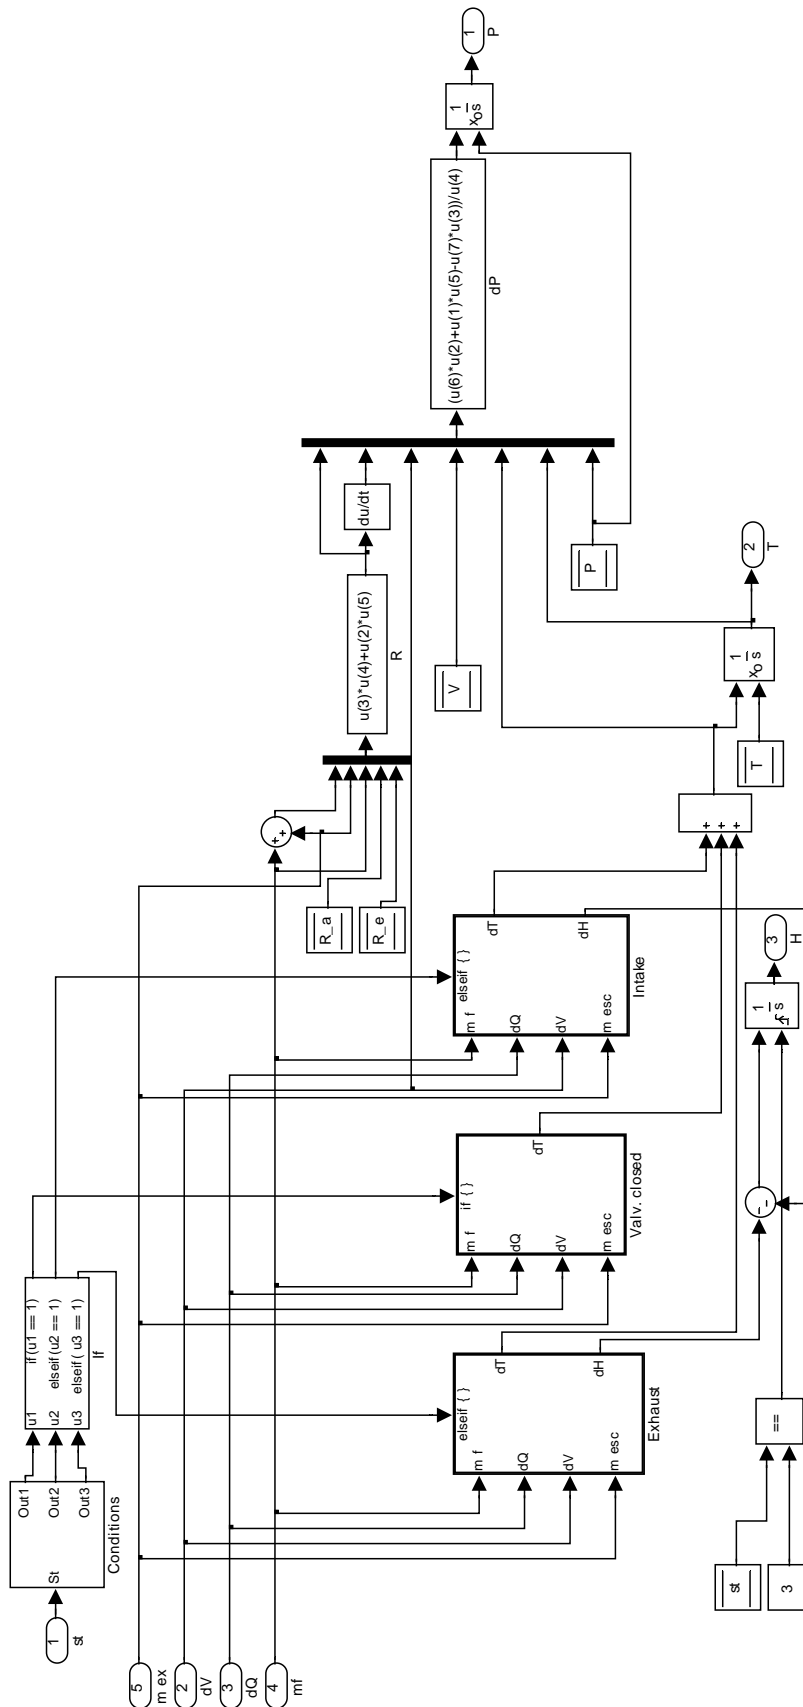 1
st
St
Out1
Out2
Out3
Conditions
u1
u2
u3
if(u1 == 1)
elseif(u2 == 1)
elseif( u3 == 1)
If
5
m ex
2
dV
3
dQ
4
mf
elseif { }
m f
dQ
dV
m esc
dT
dH
Exhaust
if { }
m f
dQ
dV
m esc
dT
Valv. closed
elseif { }
m f
dQ
dV
m esc
dT
dH
Intake
+
+
R_a
R_e
u(3)*u(4)+u(2)*u(5)
R
du/dt
V
P
(u(6)*u(2)+u(1)*u(5)-u(7)*u(3))/u(4)
dP
1
s
xo
1
P
+
+
+
T
1
s
xo
2
T
st
3
==
-
-
1
s
3
H